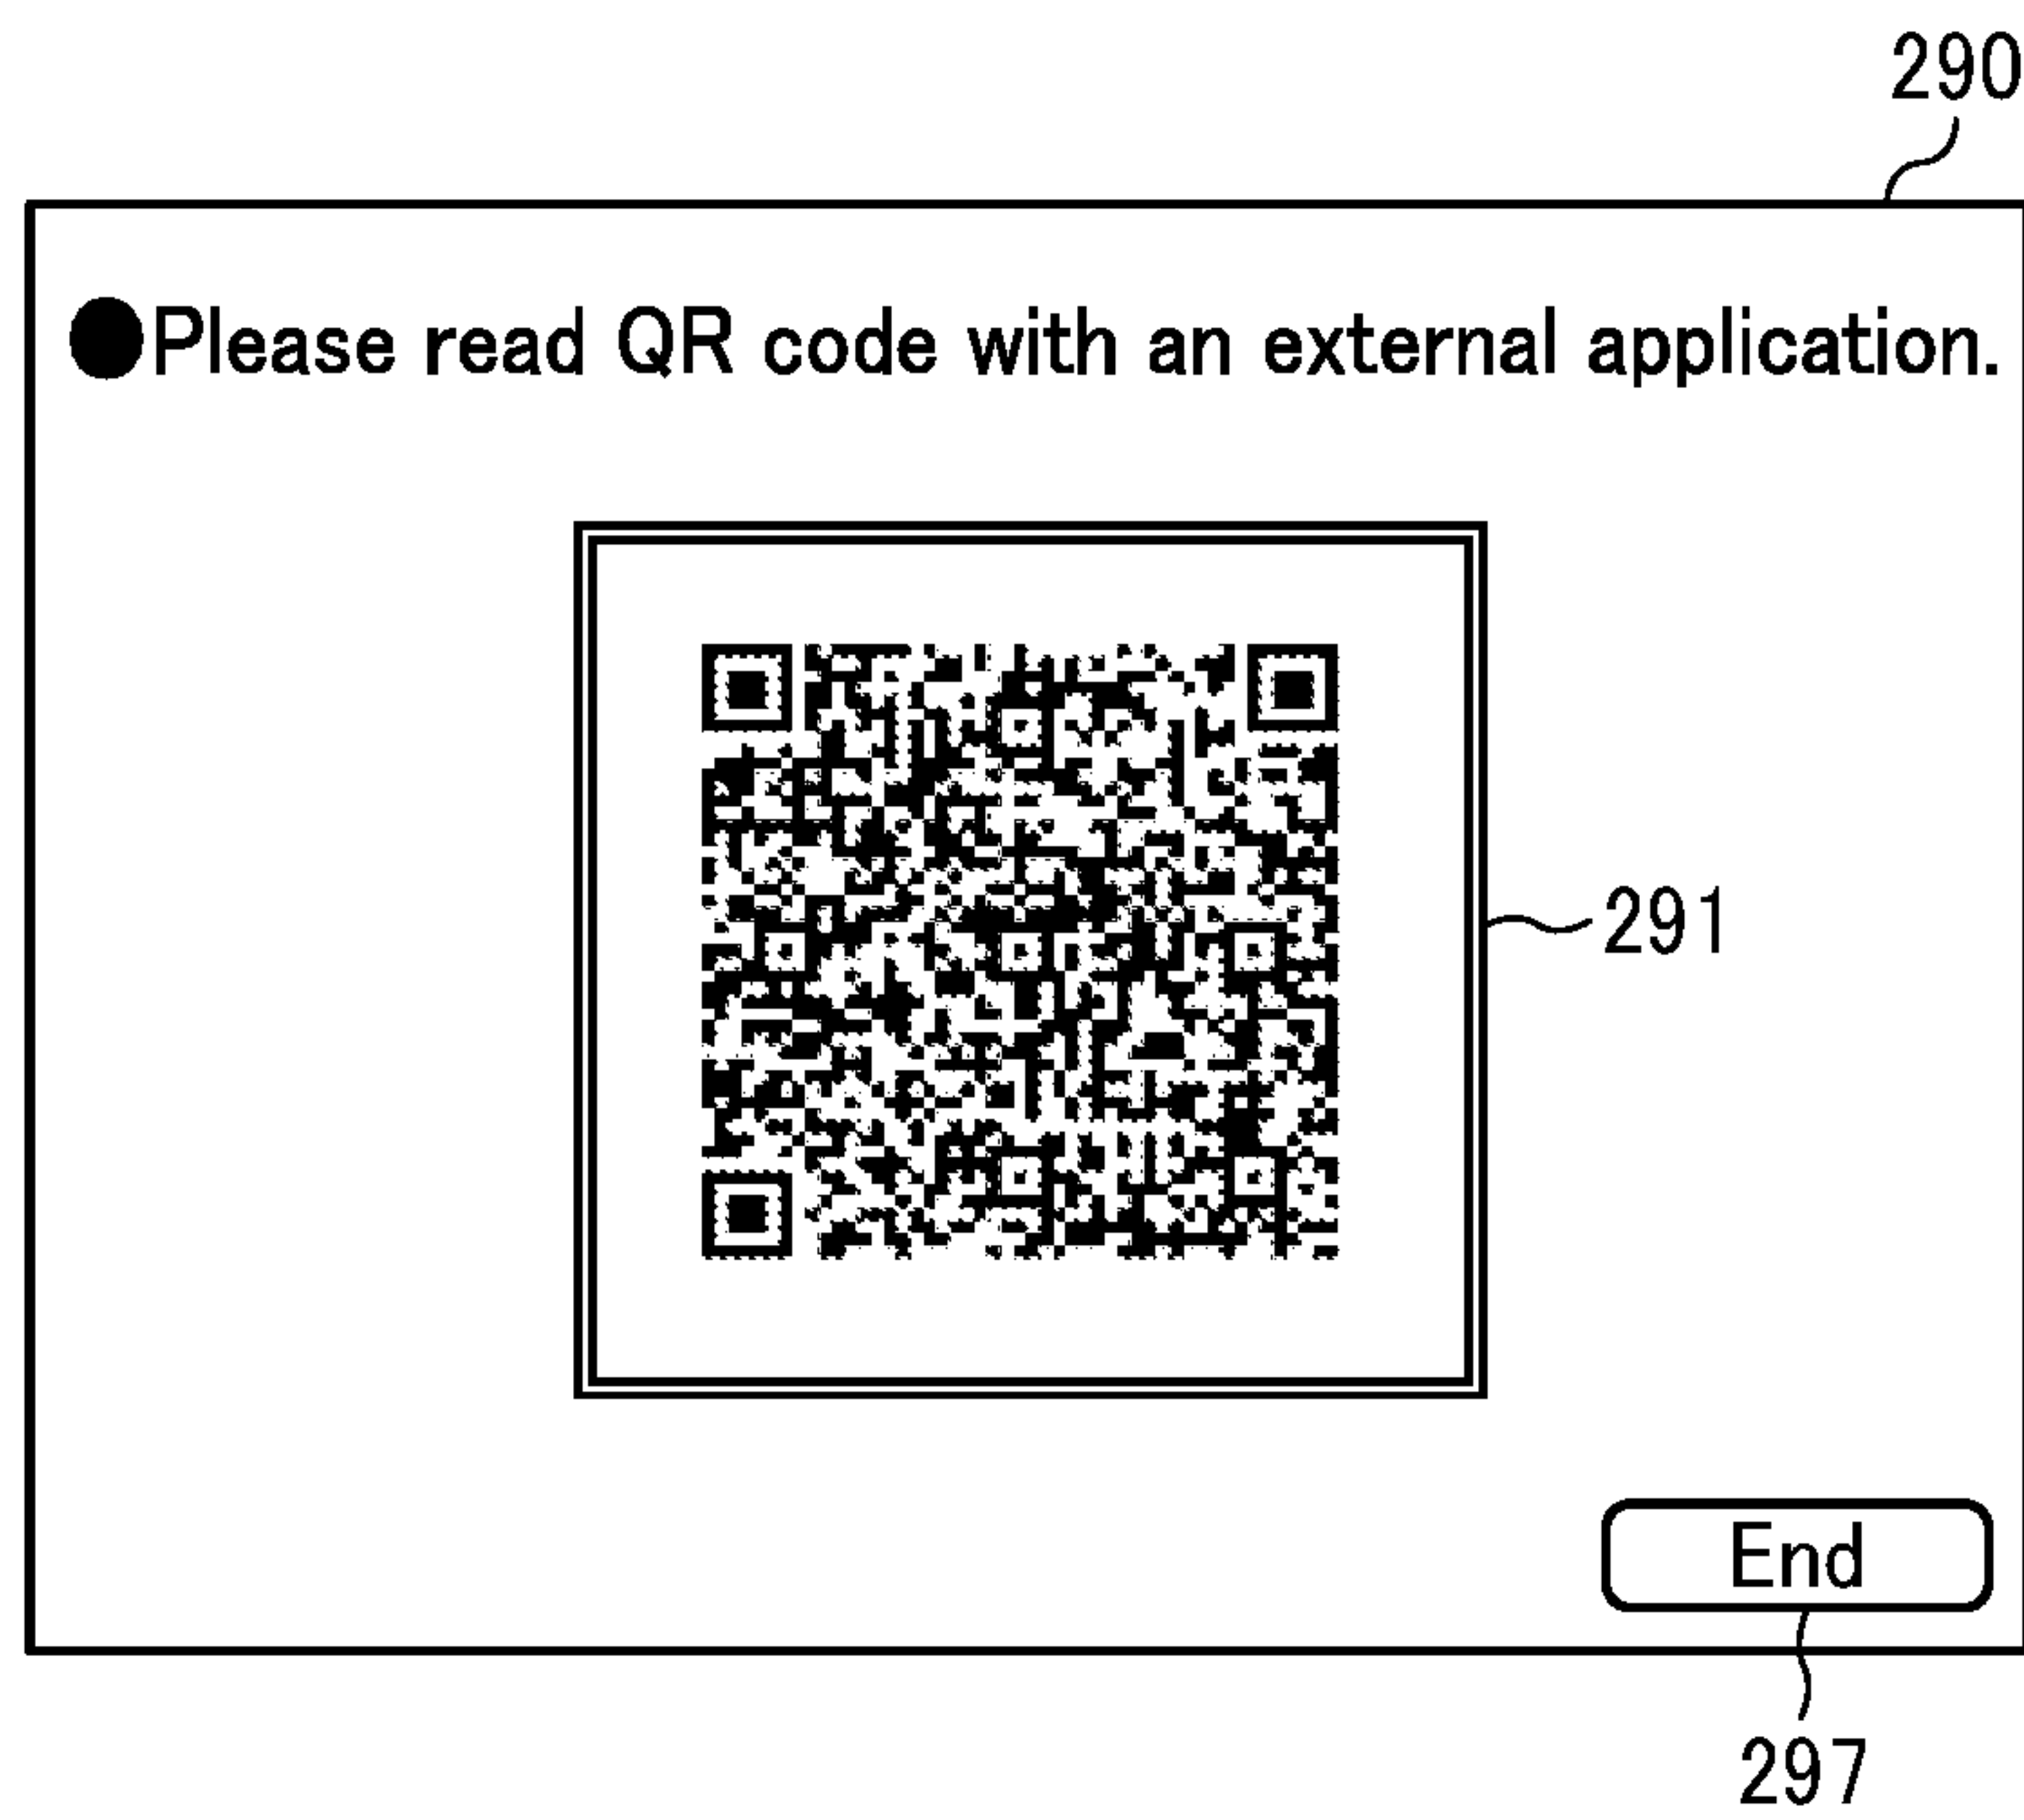 290
●Please read QR code with an external application.
291
End
297